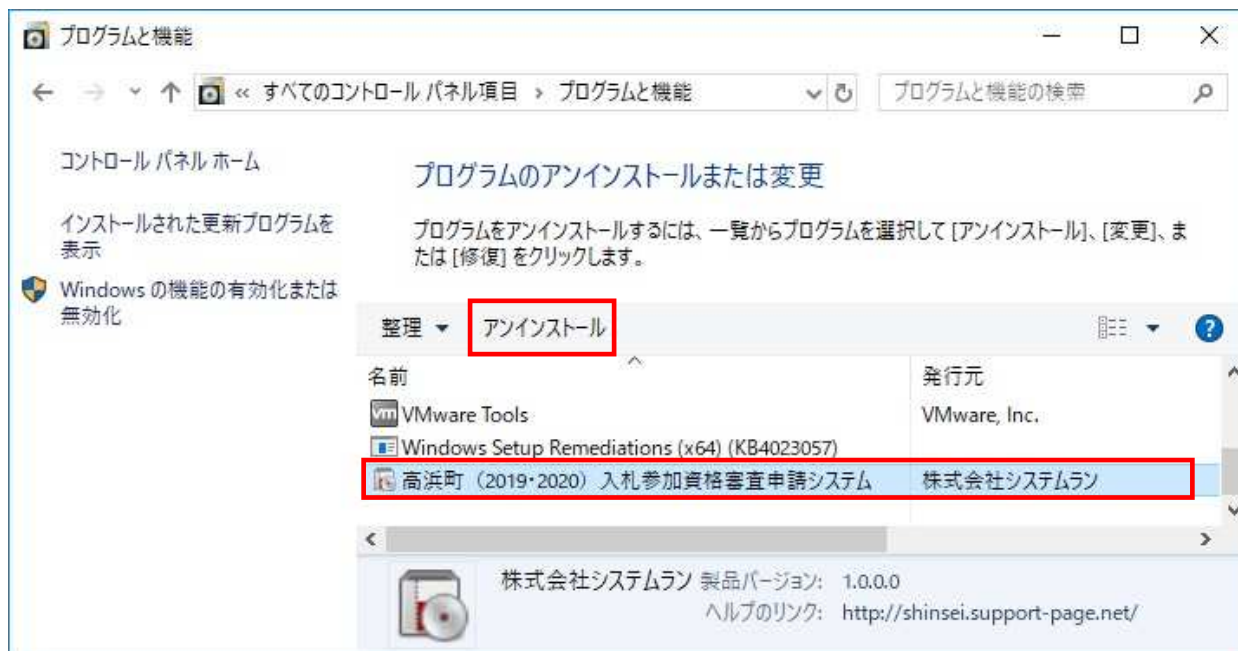 プログラムと機能
« すべてのコントロール パネル項目 › プログラムと機能
プログラムと機能の検索
コントロール パネル ホーム
インストールされた更新プログラムを
表示
Windows の機能の有効化または
無効化
プログラムのアンインストールまたは変更
プログラムをアンインストールするには、一覧からプログラムを選択して [アンインストール]、[変更]、ま
たは [修復] をクリックします。
整理 アンインストール
名前 発行元
vm VMware Tools VMware, Inc.
Windows Setup Remediations (x64) (KB4023057)
高浜町（2019・2020）入札参加資格審査申請システム 株式会社システムラン
株式会社システムラン 製品バージョン: 1.0.0.0
ヘルプのリンク: http://shinsei.support-page.net/